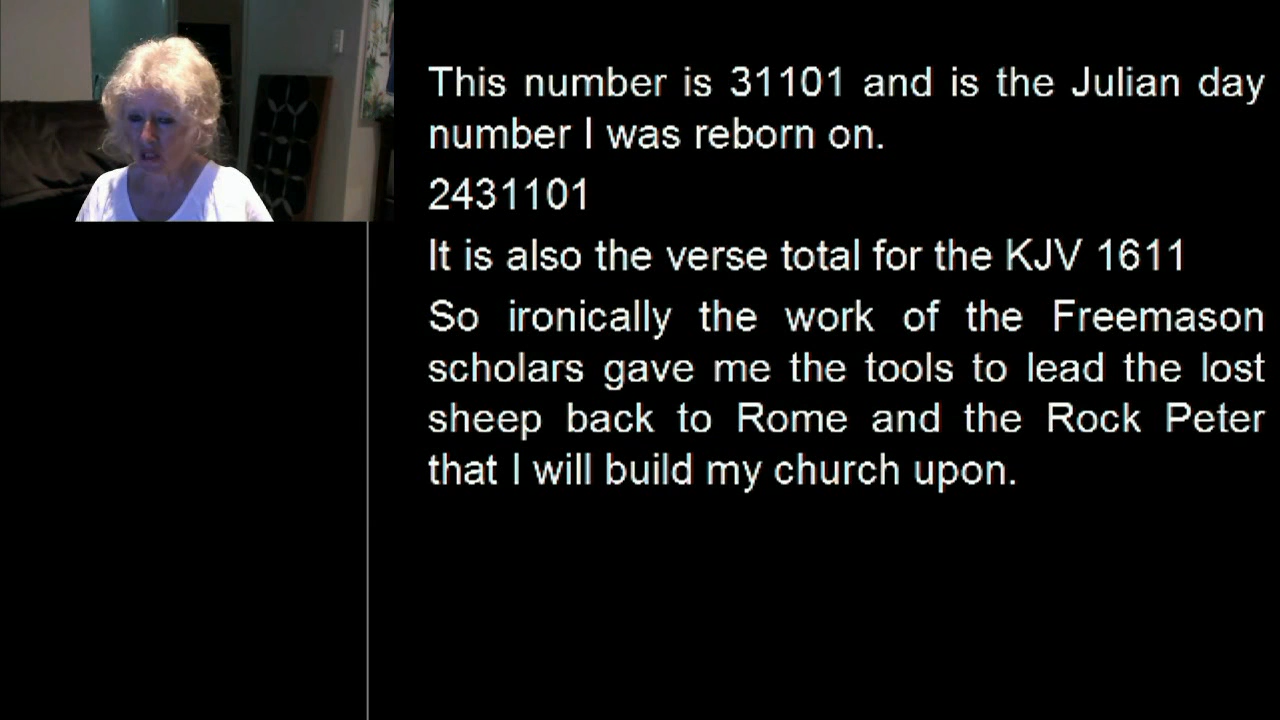 This number is 31101 and is the Julian day
number I was reborn on.
2431101
It is also the verse total for the KJV 1611
So ironically the work of the Freemason
scholars gave me the tools to lead the lost
sheep back to Rome and the Rock Peter
that I will build my church upon.